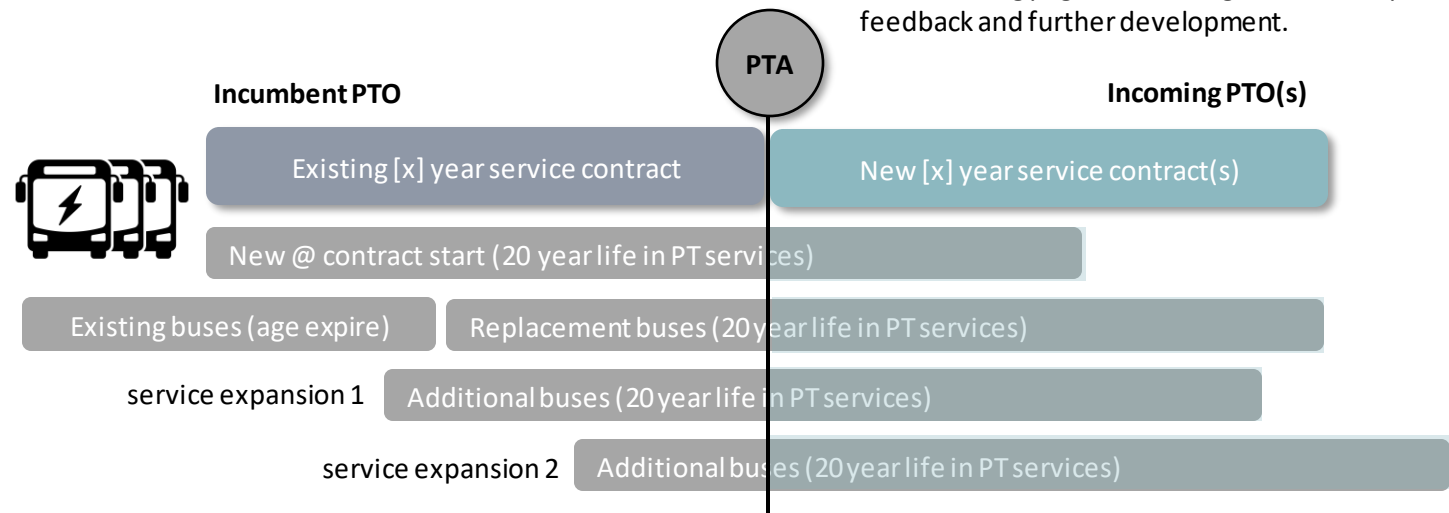 feedback and further development.
PTA
Incumbent PTO
Incoming PTO(s)
Existing [x] year service contract
New [x] year service contract(s)
New @ contract start (20 year life in PT services)
Existing buses (age expire)
Replacement buses (20 year life in PT services)
service expansion 1
Additional buses (20 year life in PT services)
service expansion 2
Additional buses (20 year life in PT services)